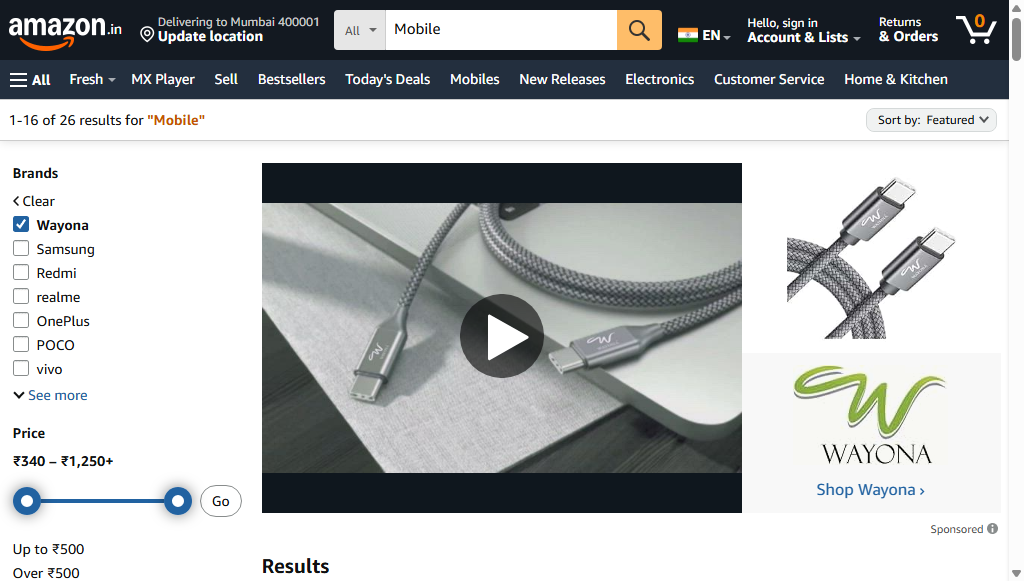 amazon.in
Delivering to Mumbai 400001
Update location
All
Mobile
EN
Hello, sign in
Account & Lists
Returns
& Orders
0
All
Fresh
MX Player
Sell
Bestsellers
Today's Deals
Mobiles
New Releases
Electronics
Customer Service
Home & Kitchen
1-16 of 26 results for "Mobile"
Sort by: Featured
Brands
Clear
Wayona
Samsung
Redmi
realme
OnePlus
POCO
vivo
See more
Price
₹340 – ₹1,250+
Go
Up to ₹500
Over ₹500
W
W
W
WAYONA
W
WAYONA
W
WAYONA
Shop Wayona ›
Sponsored
Results